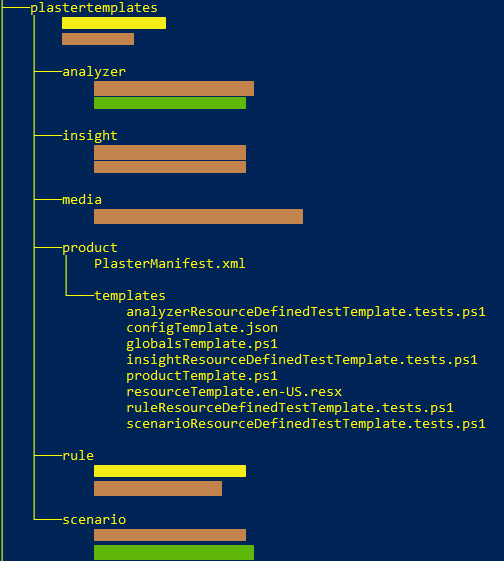 plastertemplates
analyzer
insight
media
product
PlasterManifest.xml
templates
analyzerResourceDefinedTestTemplate.tests.ps1
configTemplate.json
globalsTemplate.ps1
insightResourceDefinedTestTemplate.tests.ps1
productTemplate.ps1
resourceTemplate.en-US.resx
ruleResourceDefinedTestTemplate.tests.ps1
scenarioResourceDefinedTestTemplate.tests.ps1
rule
scenario